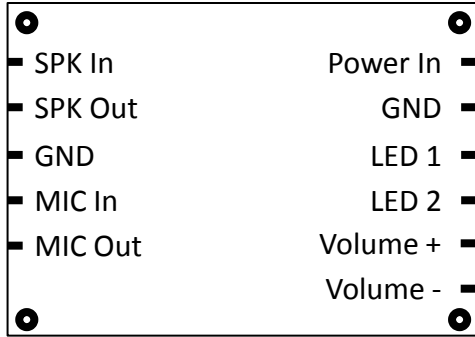 SPK In
SPK Out
GND
MIC In
MIC Out
Power In
GND
LED 1
LED 2
Volume +
Volume -